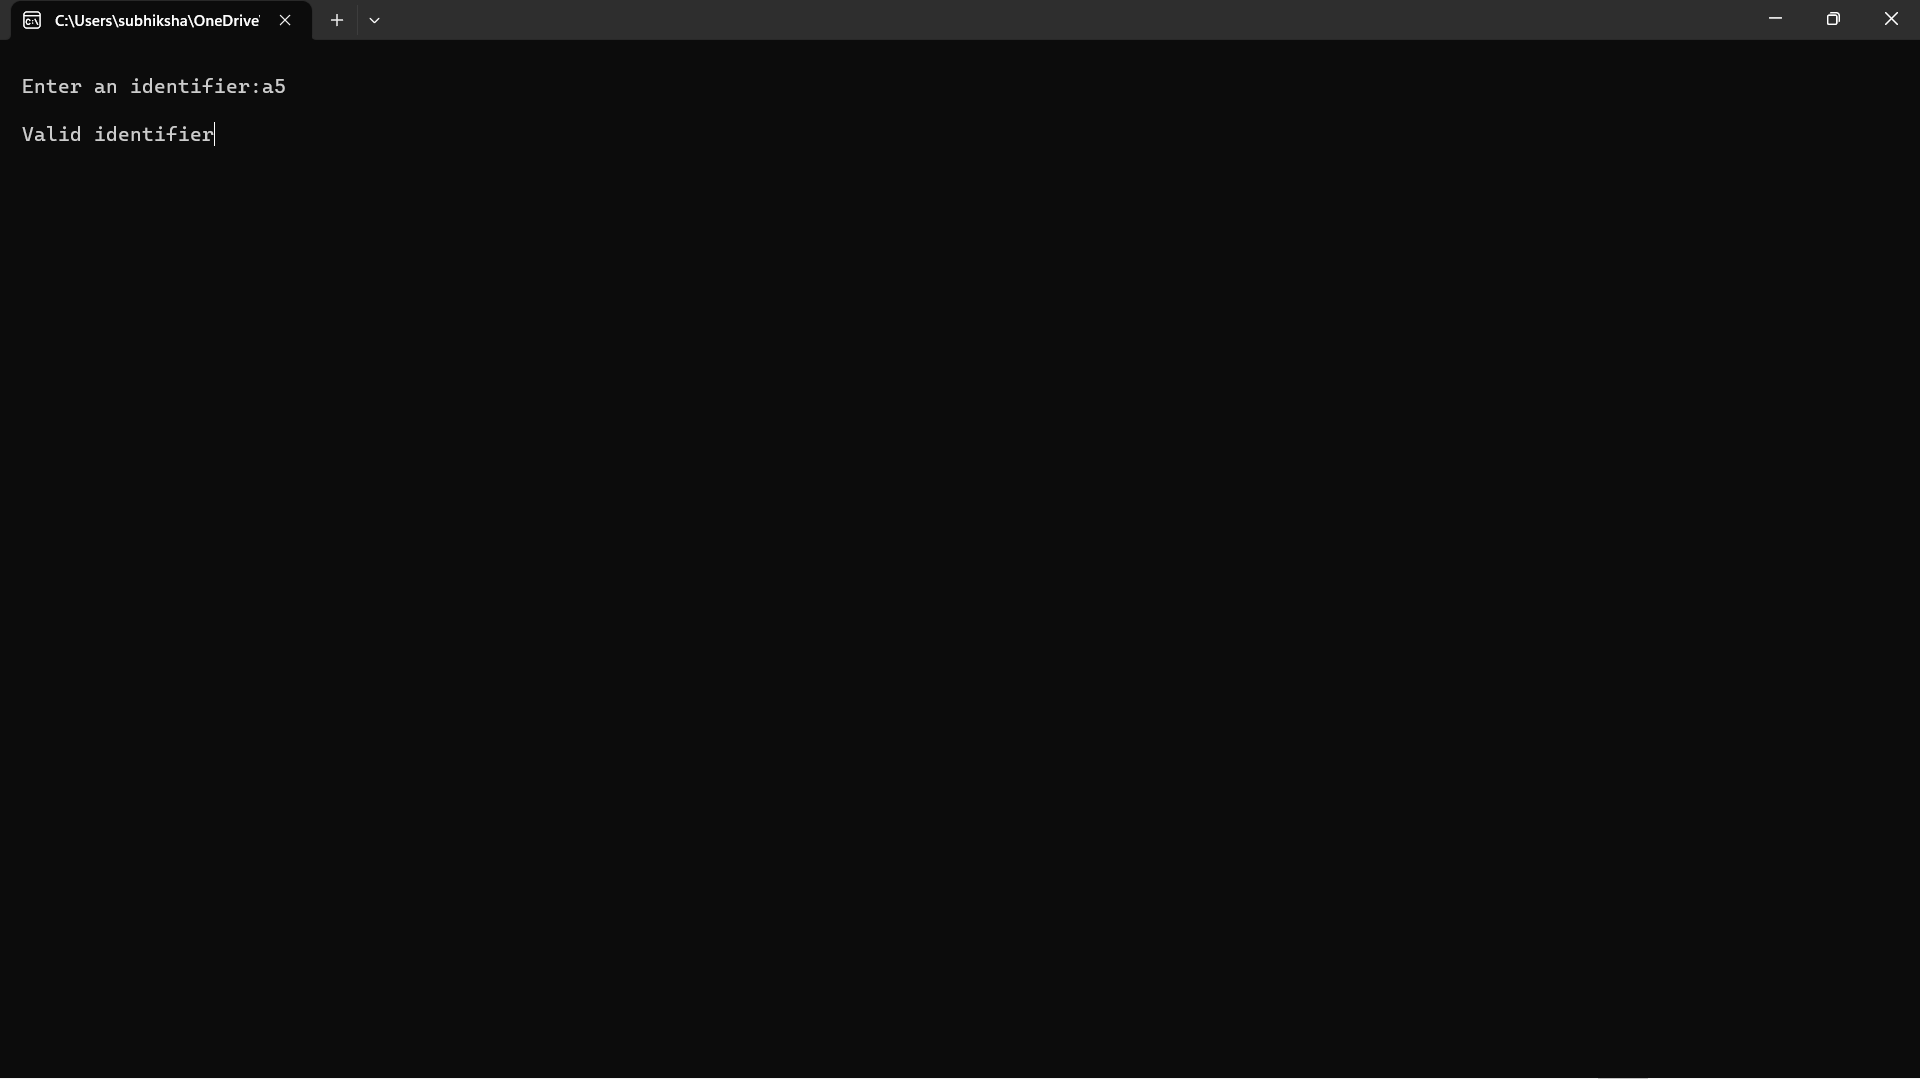 C:\Users\subhiksha\OneDrive\
Enter an identifier:a5
Valid identifier